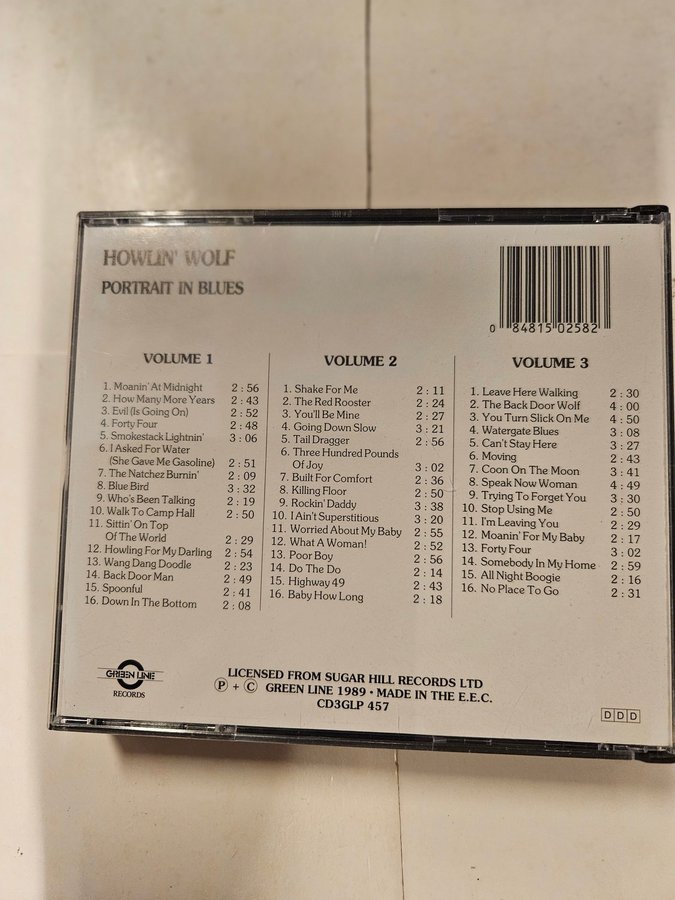 HOWLIN' WOLF
PORTRAIT IN BLUES
0 84815 02582
VOLUME 1
1. Moanin' At Midnight 2 : 56
2. How Many More Years 2 : 43
3. Evil (Is Going On) 2 : 52
4. Forty Four 2 : 48
5. Smokestack Lightnin' 3 : 06
6. I Asked For Water
(She Gave Me Gasoline) 2 : 51
7. The Natchez Burnin' 2 : 09
8. Blue Bird 3 : 32
9. Who's Been Talking 2 : 19
10. Walk To Camp Hall 2 : 50
11. Sittin' On Top
Of The World 2 : 29
12. Howling For My Darling 2 : 54
13. Wang Dang Doodle 2 : 23
14. Back Door Man 2 : 49
15. Spoonful 2 : 41
16. Down In The Bottom 2 : 08
VOLUME 2
1. Shake For Me 2 : 11
2. The Red Rooster 2 : 24
3. You'll Be Mine 2 : 27
4. Going Down Slow 3 : 21
5. Tail Dragger 2 : 56
6. Three Hundred Pounds
Of Joy 3 : 02
7. Built For Comfort 2 : 36
8. Killing Floor 2 : 50
9. Rockin' Daddy 3 : 38
10. I Ain't Superstitious 3 : 20
11. Worried About My Baby 2 : 55
12. What A Woman! 2 : 52
13. Poor Boy 2 : 56
14. Do The Do 2 : 14
15. Highway 49 2 : 43
16. Baby How Long 2 : 18
VOLUME 3
1. Leave Here Walking 2 : 30
2. The Back Door Wolf 4 : 00
3. You Turn Slick On Me 4 : 50
4. Watergate Blues 3 : 08
5. Can't Stay Here 3 : 27
6. Moving 2 : 43
7. Coon On The Moon 3 : 41
8. Speak Now Woman 4 : 49
9. Trying To Forget You 3 : 30
10. Stop Using Me 2 : 50
11. I'm Leaving You 2 : 29
12. Moanin' For My Baby 2 : 17
13. Forty Four 3 : 02
14. Somebody In My Home 2 : 59
15. All Night Boogie 2 : 16
16. No Place To Go 2 : 31
GREEN LINE
RECORDS
LICENSED FROM SUGAR HILL RECORDS LTD
Ⓟ + Ⓒ GREEN LINE 1989 • MADE IN THE E.E.C.
CD3GLP 457
DDD